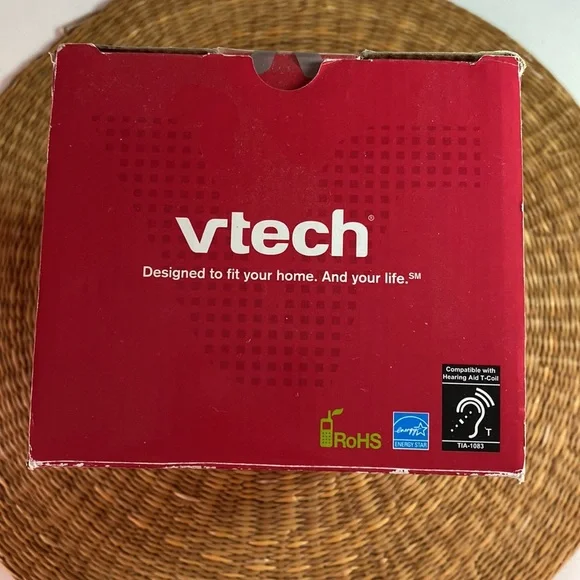 vtech®
Designed to fit your home. And your life.℠
RoHS
energy
ENERGY STAR
Compatible with
Hearing Aid T-Coil
T
TIA-1083